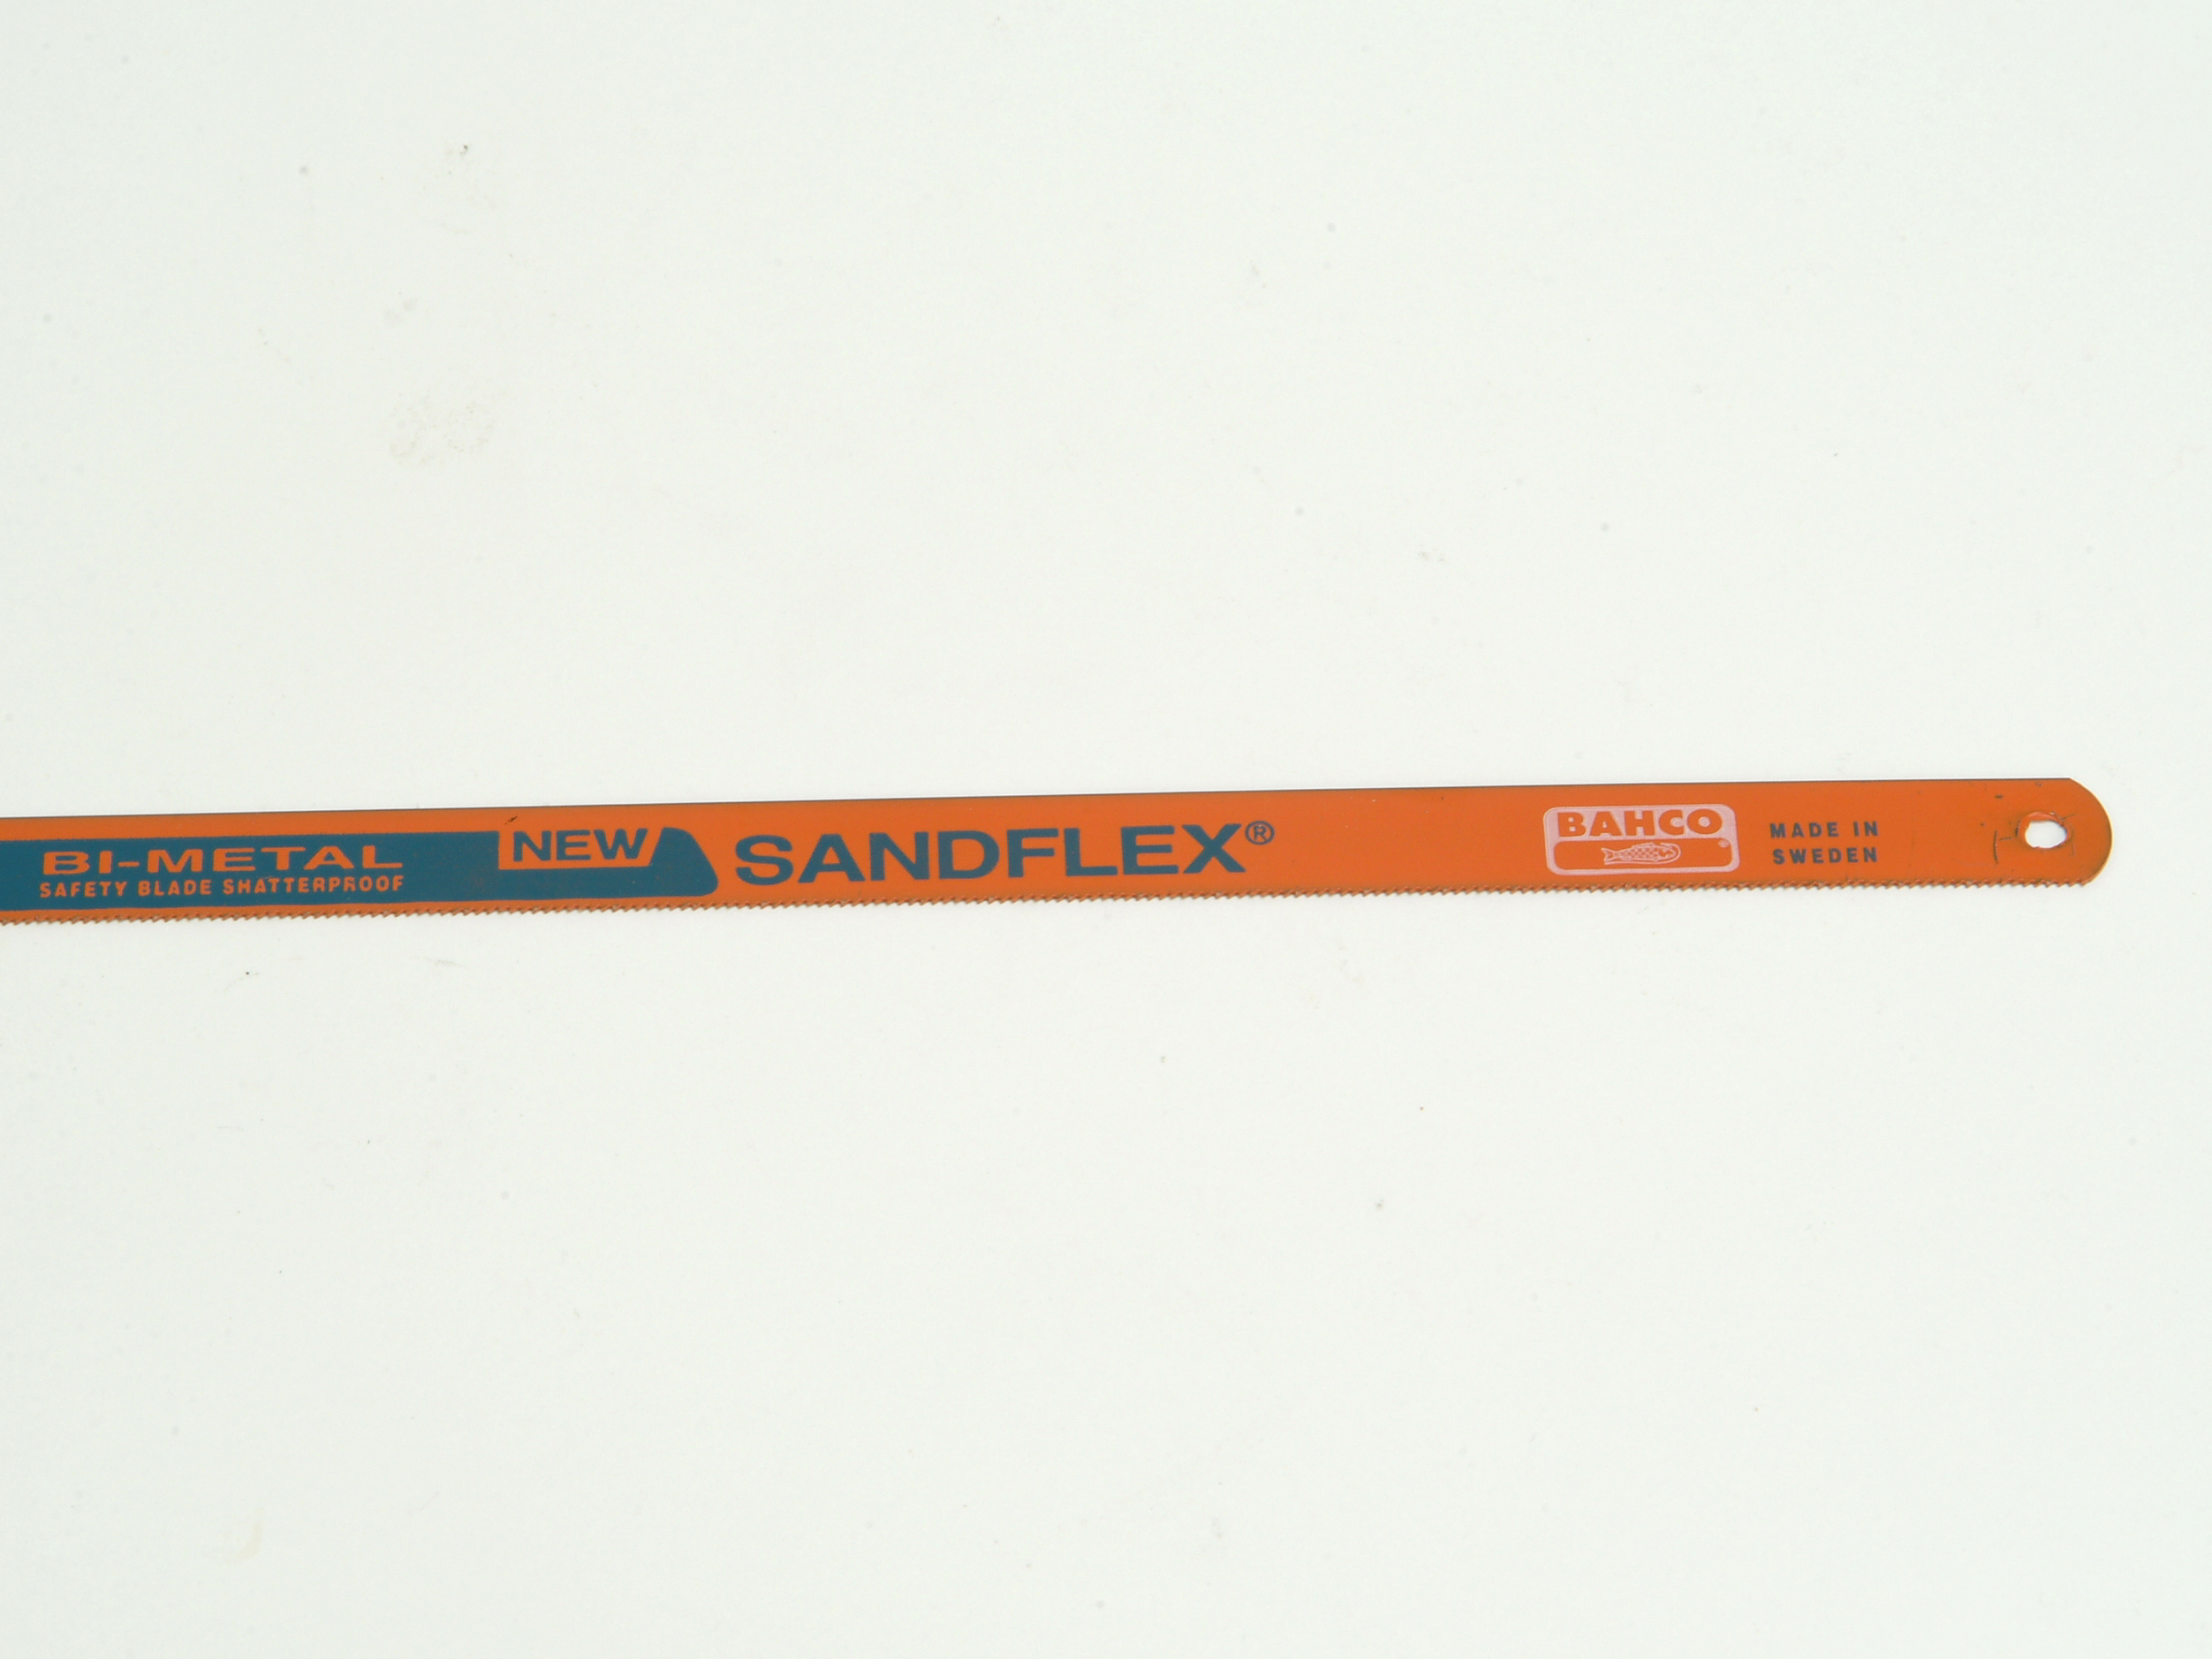 BI-METAL
SAFETY BLADE SHATTERPROOF
NEW
SANDFLEX®
BAHCO
®
MADE IN
SWEDEN